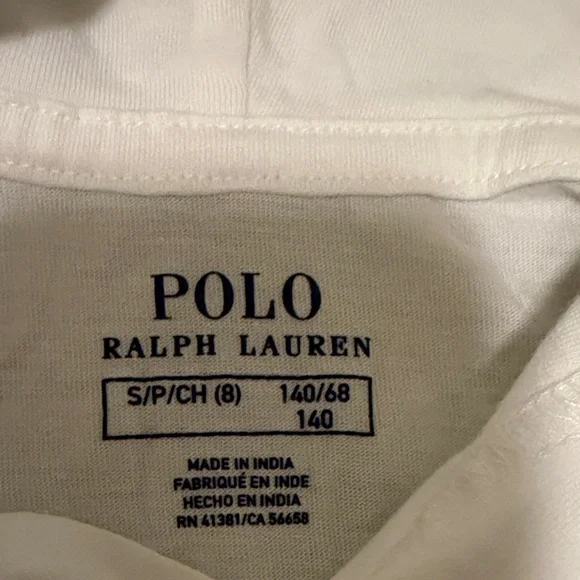 POLO
RALPH LAUREN
S/P/CH (8) 140/68
140
MADE IN INDIA
FABRIQUÉ EN INDE
HECHO EN INDIA
RN 41381/CA 56658